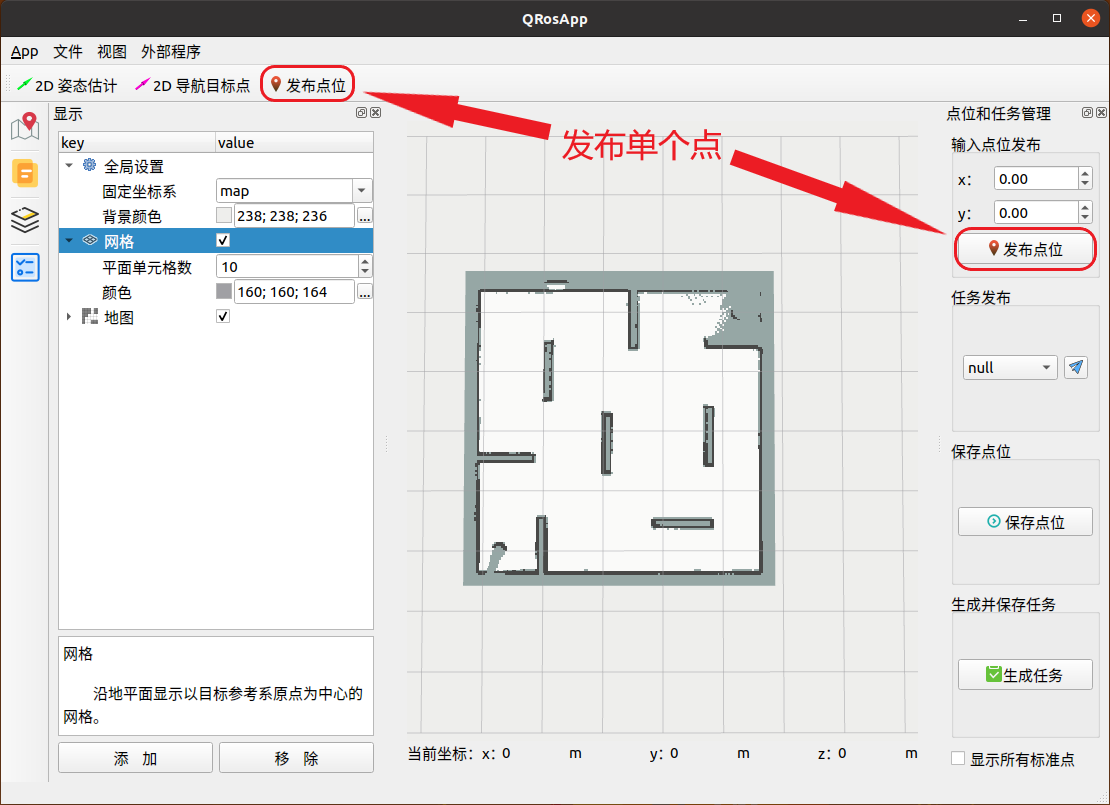 QRosApp
App 文件 视图 外部程序
2D 姿态估计 2D 导航目标点 发布点位
显示
key value
全局设置
固定坐标系 map
背景颜色 238; 238; 236 ...
网格
平面单元格数 10
颜色 160; 160; 164 ...
地图
网格
沿地平面显示以目标参考系原点为中心的
网格。
添 加 移 除
发布单个点
当前坐标: x: 0 m y: 0 m z: 0 m
点位和任务管理
输入点位发布
x: 0.00
y: 0.00
发布点位
任务发布
null
保存点位
保存点位
生成并保存任务
生成任务
显示所有标准点